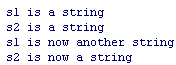 s1 is a string
s2 is a string
s1 is now another string
s2 is now a string